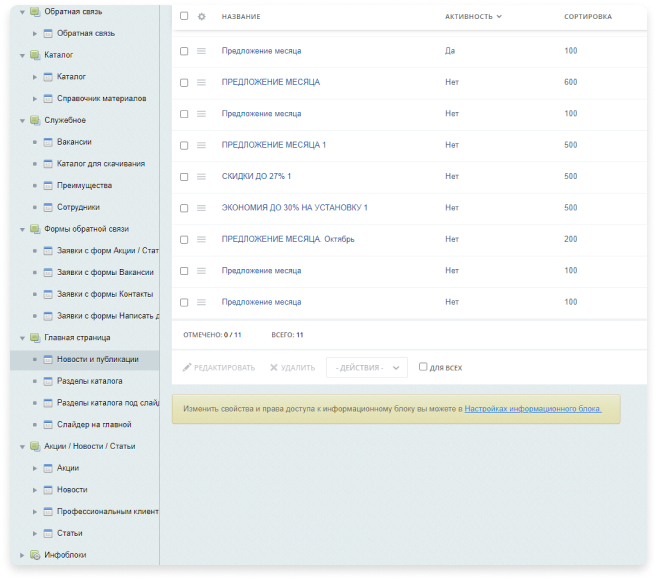 Обратная связь
Обратная связь
Каталог
Каталог
Справочник материалов
Служебное
Вакансии
Каталог для скачивания
Преимущества
Сотрудники
Формы обратной связи
Заявки с форм Акции / Стат
Заявки с формы Вакансии
Заявки с формы Контакты
Заявки с формы Написать д
Главная страница
Новости и публикации
Разделы каталога
Разделы каталога под слайд
Слайдер на главной
Акции / Новости / Статьи
Акции
Новости
Профессиональным клиент
Статьи
Инфоблоки
НАЗВАНИЕ АКТИВНОСТЬ СОРТИРОВКА
Предложение месяца Да 100
ПРЕДЛОЖЕНИЕ МЕСЯЦА Нет 600
Предложение месяца Нет 100
ПРЕДЛОЖЕНИЕ МЕСЯЦА 1 Нет 500
СКИДКИ ДО 27% 1 Нет 500
ЭКОНОМИЯ ДО 30% НА УСТАНОВКУ 1 Нет 500
ПРЕДЛОЖЕНИЕ МЕСЯЦА. Октябрь Нет 200
Предложение месяца Нет 100
Предложение месяца Нет 100
ОТМЕЧЕНО: 0 / 11 ВСЕГО: 11
РЕДАКТИРОВАТЬ УДАЛИТЬ - ДЕЙСТВИЯ - ДЛЯ ВСЕХ
Изменить свойства и права доступа к информационному блоку вы можете в Настройках информационного блока.